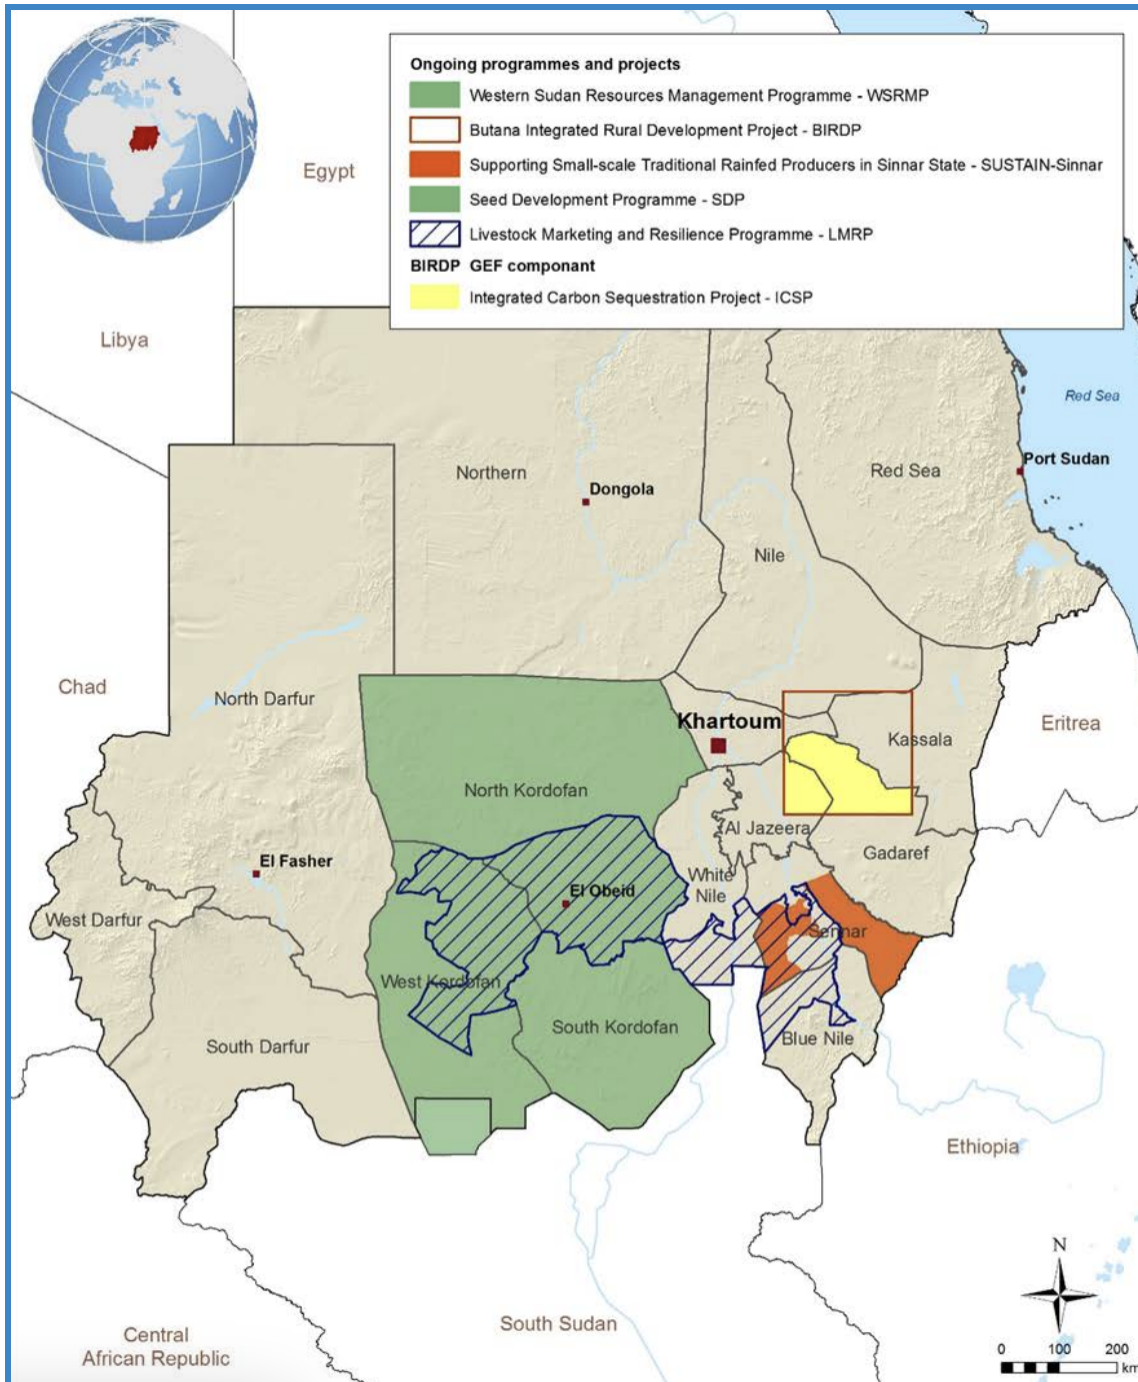 Ongoing programmes and projects
Western Sudan Resources Management Programme - WSRMP
Butana Integrated Rural Development Project - BIRDP
Supporting Small-scale Traditional Rainfed Producers in Sinnar State - SUSTAIN-Sinnar
Seed Development Programme - SDP
Livestock Marketing and Resilience Programme - LMRP
BIRDP GEF componant
Integrated Carbon Sequestration Project - ICSP
Egypt
Libya
Red Sea
Port Sudan
Red Sea
Northern
Dongola
Nile
Chad
North Darfur
Khartoum
Kassala
Eritrea
North Kordofan
Al Jazeera
Gadaref
El Fasher
White
Nile
El Obeid
West Darfur
Sennar
West Kordofan
South Kordofan
South Darfur
Blue Nile
Ethiopia
South Sudan
Central
African Republic
N
0 100 200
km